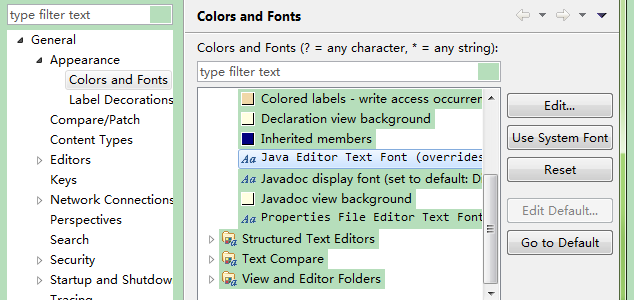 type filter text
General
Appearance
Colors and Fonts
Label Decorations
Compare/Patch
Content Types
Editors
Keys
Network Connections
Perspectives
Search
Security
Startup and Shutdown
Tracing
Colors and Fonts
Colors and Fonts (? = any character, * = any string):
type filter text
Colored labels - write access occurren
Declaration view background
Inherited members
Aa Java Editor Text Font (overrides
Aa Javadoc display font (set to default: D
Javadoc view background
Aa Properties File Editor Text Font
Structured Text Editors
Text Compare
View and Editor Folders
Edit...
Use System Font
Reset
Edit Default...
Go to Default